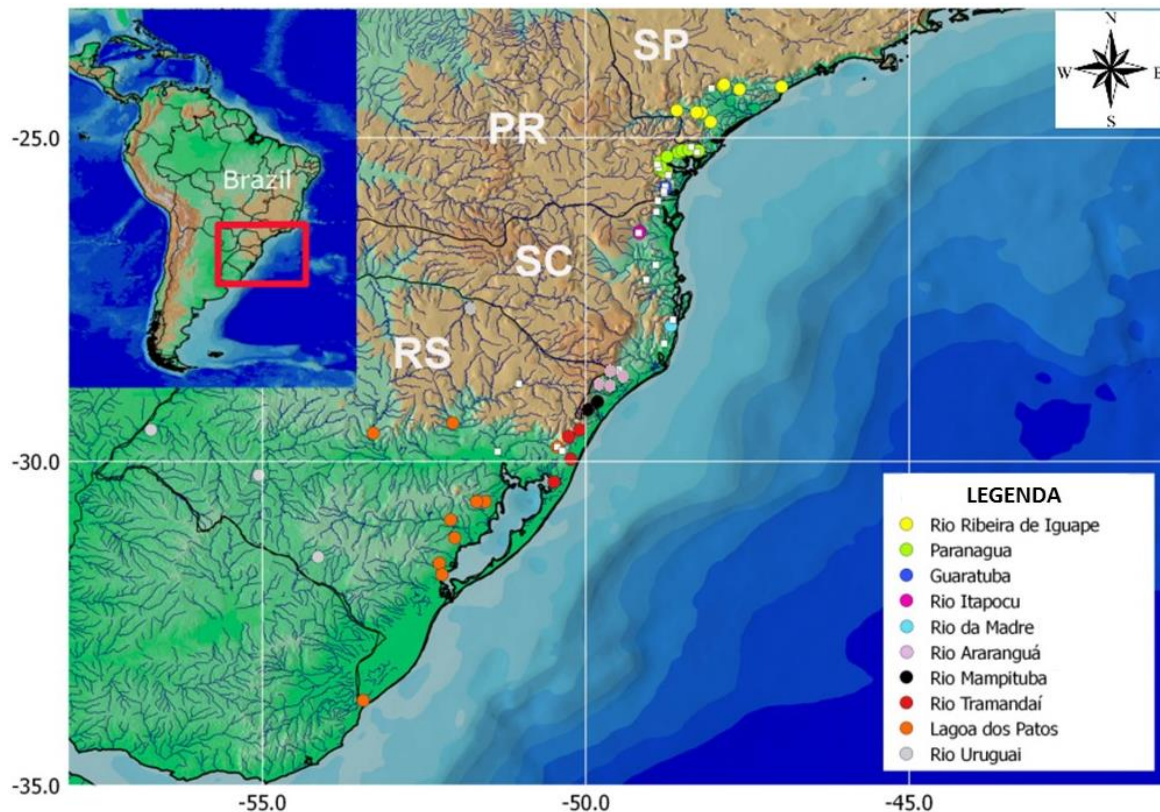 N
W E
S
SP
-25.0
PR
Brazil
SC
RS
-30.0
LEGENDA
Rio Ribeira de Iguape
Paranagua
Guaratuba
Rio Itapocu
Rio da Madre
Rio Araranguá
Rio Mampituba
Rio Tramandaí
Lagoa dos Patos
Rio Uruguai
-35.0
-55.0 -50.0 -45.0